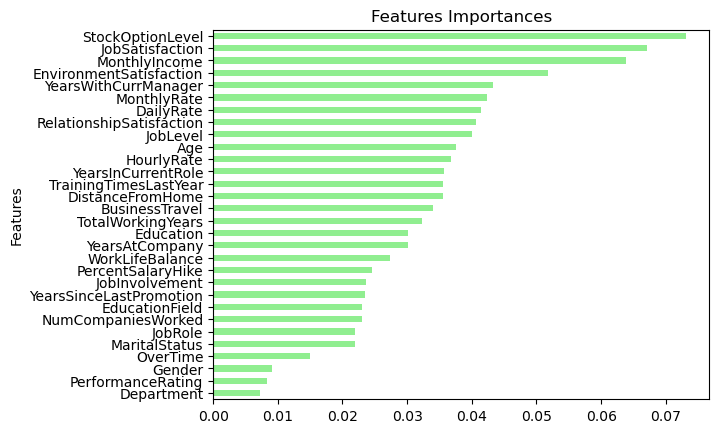 Features Importances
Features
StockOptionLevel
JobSatisfaction
MonthlyIncome
EnvironmentSatisfaction
YearsWithCurrManager
MonthlyRate
DailyRate
RelationshipSatisfaction
JobLevel
Age
HourlyRate
YearsInCurrentRole
TrainingTimesLastYear
DistanceFromHome
BusinessTravel
TotalWorkingYears
Education
YearsAtCompany
WorkLifeBalance
PercentSalaryHike
JobInvolvement
YearsSinceLastPromotion
EducationField
NumCompaniesWorked
JobRole
MaritalStatus
OverTime
Gender
PerformanceRating
Department
0.00 0.01 0.02 0.03 0.04 0.05 0.06 0.07